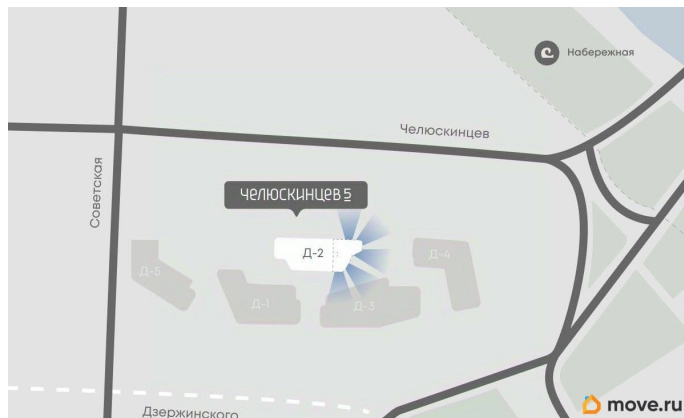 Набережная
Челюскинцев
Советская
ЧЕЛЮСКИНЦЕВ 5
Д-2
Д-4
Д-5
Д-1
Д-3
Дзержинского
move.ru